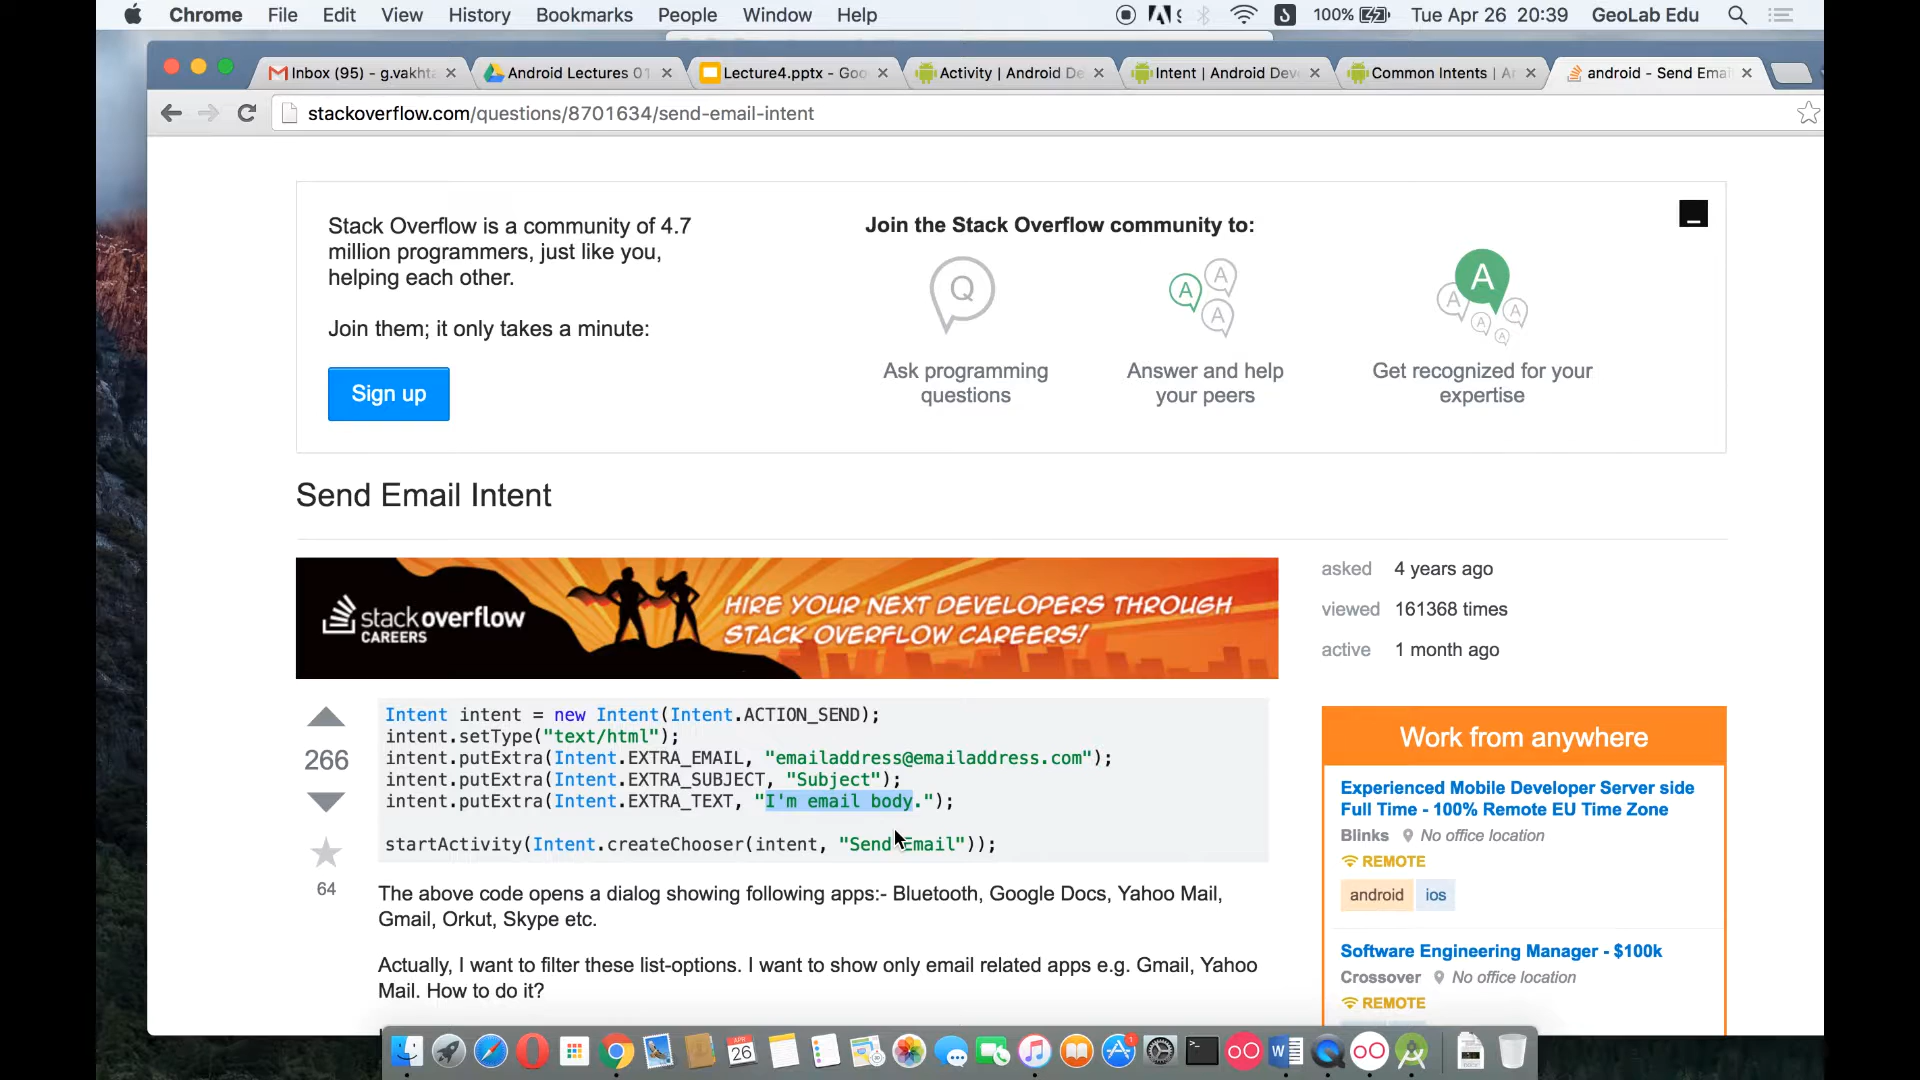 Chrome File Edit View History Bookmarks People Window Help 100% Tue Apr 26 20:39 GeoLab Edu
Inbox (95) - g.vakhta Android Lectures 01 Lecture4.pptx - Goo Activity | Android De Intent | Android Deve Common Intents | A android - Send Emai
stackoverflow.com/questions/8701634/send-email-intent
Stack Overflow is a community of 4.7
million programmers, just like you,
helping each other.
Join them; it only takes a minute:
Sign up
Join the Stack Overflow community to:
Q
A A A
A A A A A
Ask programming
questions
Answer and help
your peers
Get recognized for your
expertise
Send Email Intent
stackoverflow
CAREERS
HIRE YOUR NEXT DEVELOPERS THROUGH
STACK OVERFLOW CAREERS!
asked 4 years ago
viewed 161368 times
active 1 month ago
266
64
Intent intent = new Intent(Intent.ACTION_SEND);
intent.setType("text/html");
intent.putExtra(Intent.EXTRA_EMAIL, "emailaddress@emailaddress.com");
intent.putExtra(Intent.EXTRA_SUBJECT, "Subject");
intent.putExtra(Intent.EXTRA_TEXT, "I'm email body.");
startActivity(Intent.createChooser(intent, "Send Email"));
The above code opens a dialog showing following apps:- Bluetooth, Google Docs, Yahoo Mail,
Gmail, Orkut, Skype etc.
Actually, I want to filter these list-options. I want to show only email related apps e.g. Gmail, Yahoo
Mail. How to do it?
Work from anywhere
Experienced Mobile Developer Server side
Full Time - 100% Remote EU Time Zone
Blinks No office location
REMOTE
android ios
Software Engineering Manager - $100k
Crossover No office location
REMOTE
APR
26
1